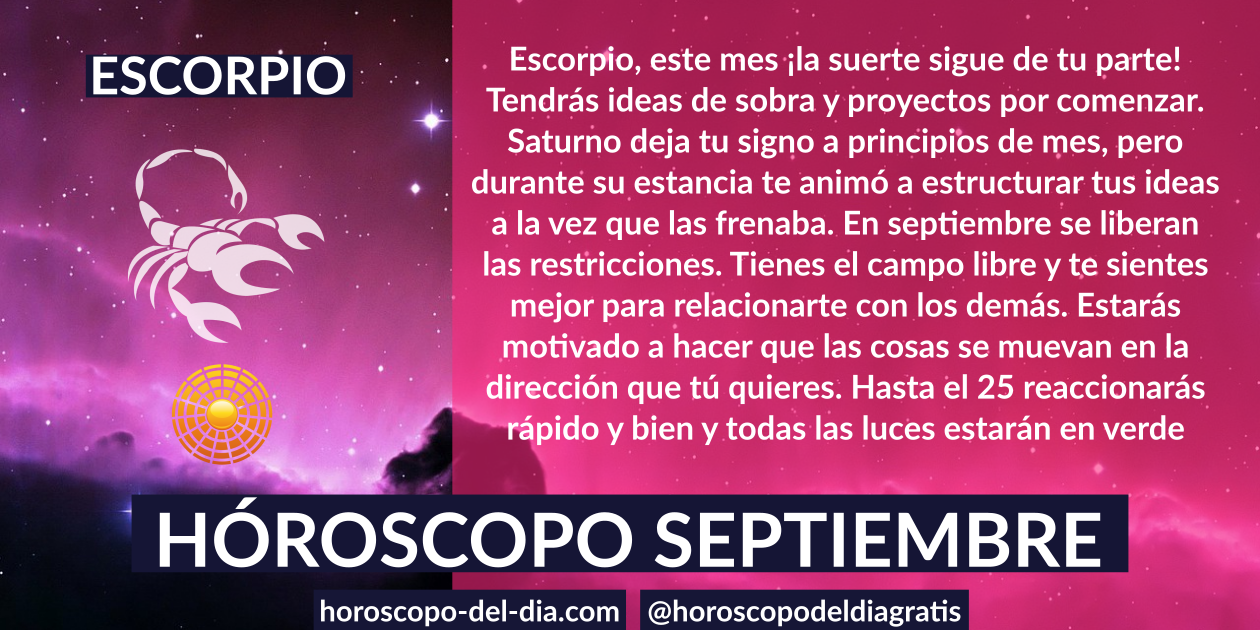 ESCORPIO
Escorpio, este mes ¡la suerte sigue de tu parte!
Tendrás ideas de sobra y proyectos por comenzar.
Saturno deja tu signo a principios de mes, pero
durante su estancia te animó a estructurar tus ideas
a la vez que las frenaba. En septiembre se liberan
las restricciones. Tienes el campo libre y te sientes
mejor para relacionarte con los demás. Estarás
motivado a hacer que las cosas se muevan en la
dirección que tú quieres. Hasta el 25 reaccionarás
rápido y bien y todas las luces estarán en verde
HÓROSCOPO SEPTIEMBRE
horoscopo-del-dia.com
@horoscopodeldiagratis